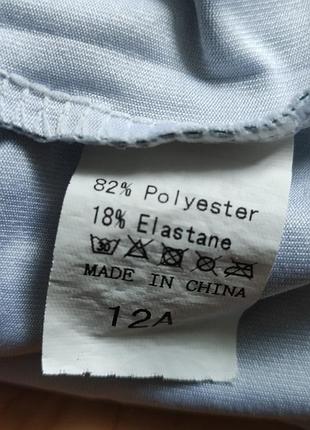 82% Polyester
18% Elastane
MADE IN CHINA
12A